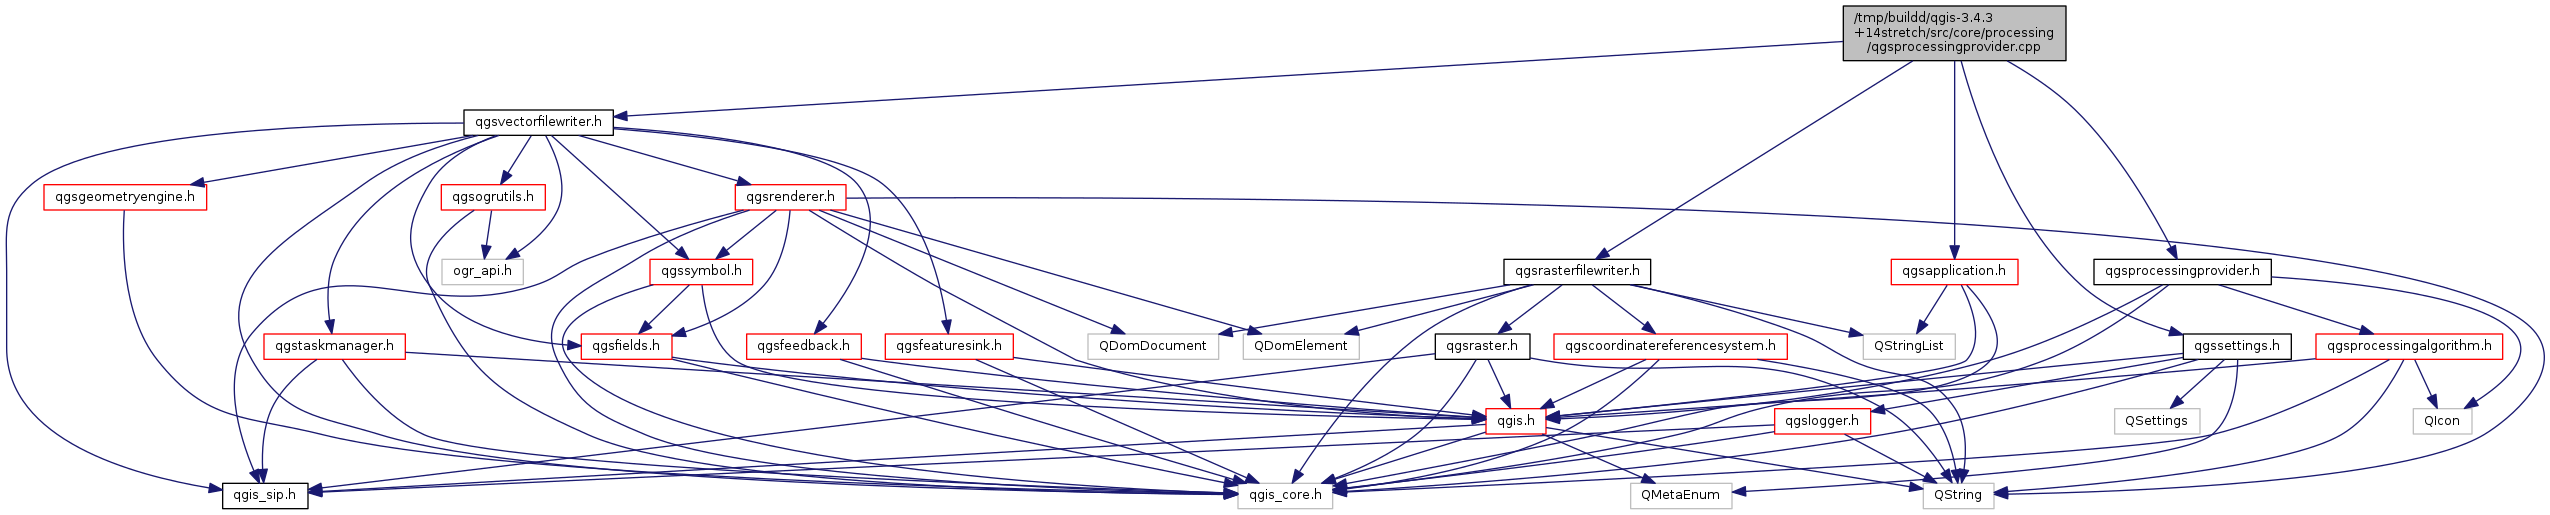 /tmp/buildd/qgis-3.4.3
+14stretch/src/core/processing
/qgsprocessingprovider.cpp
qgsvectorfilewriter.h
qgsgeometryengine.h
qgsogrutils.h
qgsrenderer.h
ogr_api.h
qgssymbol.h
qgsrasterfilewriter.h
qgsapplication.h
qgsprocessingprovider.h
qgstaskmanager.h
qgsfields.h
qgsfeedback.h
qgsfeaturesink.h
QDomDocument
QDomElement
qgsraster.h
qgscoordinatereferencesystem.h
QStringList
qgssettings.h
qgsprocessingalgorithm.h
qgis.h
qgslogger.h
QSettings
QIcon
qgis_sip.h
qgis_core.h
QMetaEnum
QString